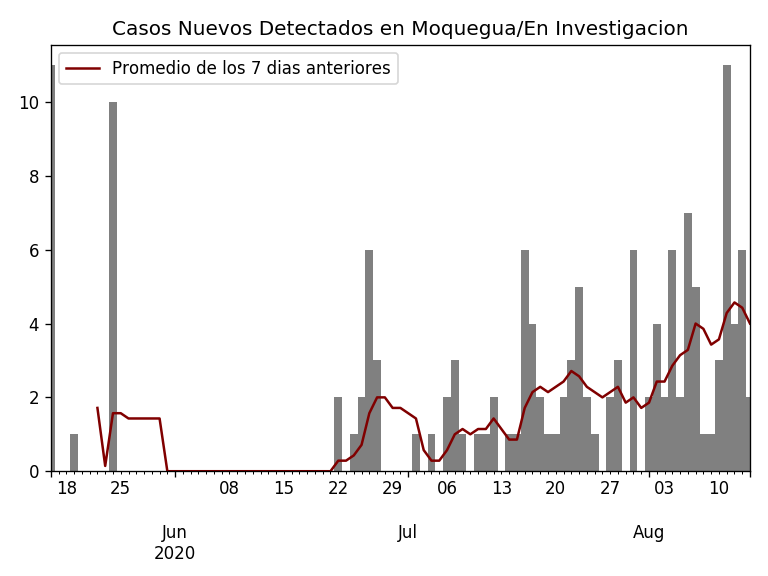 Casos Nuevos Detectados en Moquegua/En Investigacion
Promedio de los 7 dias anteriores
10
8
6
4
2
0
18 25 08 15 22 29 06 13 20 27 03 10
Jun Jul Aug
2020